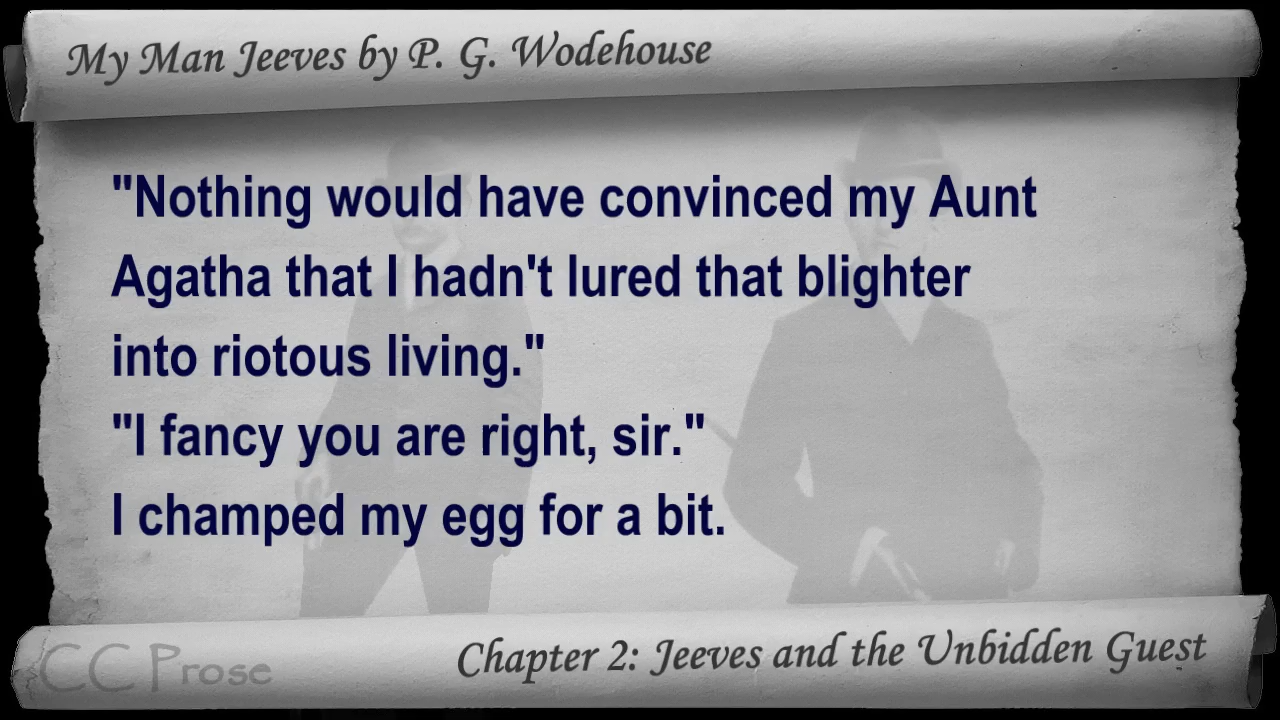 My Man Jeeves by P. G. Wodehouse
"Nothing would have convinced my Aunt
Agatha that I hadn't lured that blighter
into riotous living."
"I fancy you are right, sir."
I champed my egg for a bit.
CC Prose
Chapter 2: Jeeves and the Unbidden Guest